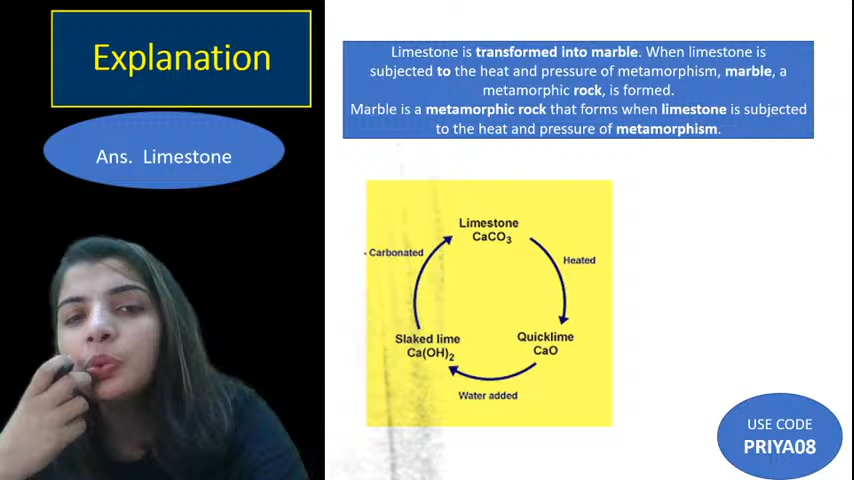 Explanation
Ans. Limestone
Limestone is transformed into marble. When limestone is
subjected to the heat and pressure of metamorphism, marble, a
metamorphic rock, is formed.
Marble is a metamorphic rock that forms when limestone is subjected
to the heat and pressure of metamorphism.
Limestone
CaCO3
Carbonated
Heated
Slaked lime
Ca(OH)2
Quicklime
CaO
Water added
USE CODE
PRIYA08